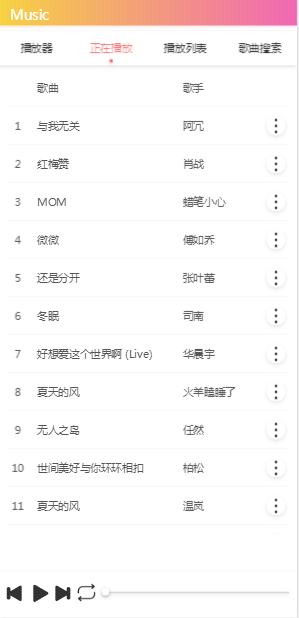 Music
播放器 正在播放 播放列表 歌曲搜索
歌曲 歌手
1 与我无关 阿冗
2 红梅赞 肖战
3 MOM 蜡笔小心
4 微微 傅如乔
5 还是分开 张叶蕾
6 冬眠 司南
7 好想爱这个世界啊 (Live) 华晨宇
8 夏天的风 火羊瞌睡了
9 无人之岛 任然
10 世间美好与你环环相扣 柏松
11 夏天的风 温岚